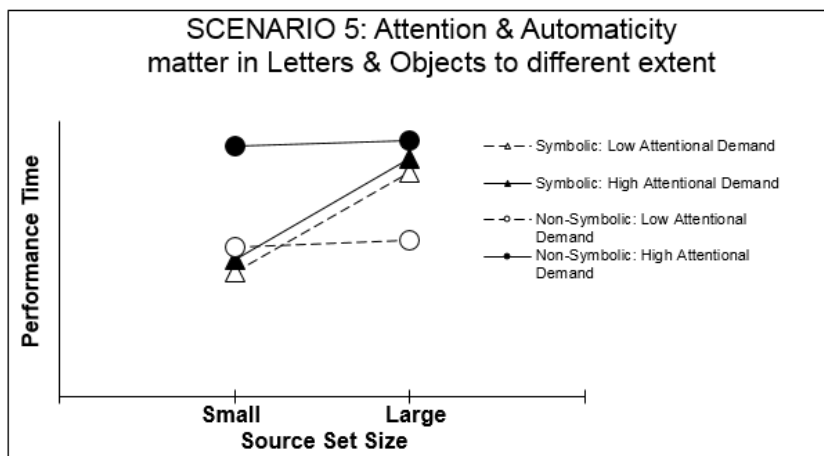 SCENARIO 5: Attention & Automaticity
matter in Letters & Objects to different extent
Performance Time
Symbolic: Low Attentional Demand
Symbolic: High Attentional Demand
Non-Symbolic: Low Attentional
Demand
Non-Symbolic: High Attentional
Demand
Small Large
Source Set Size